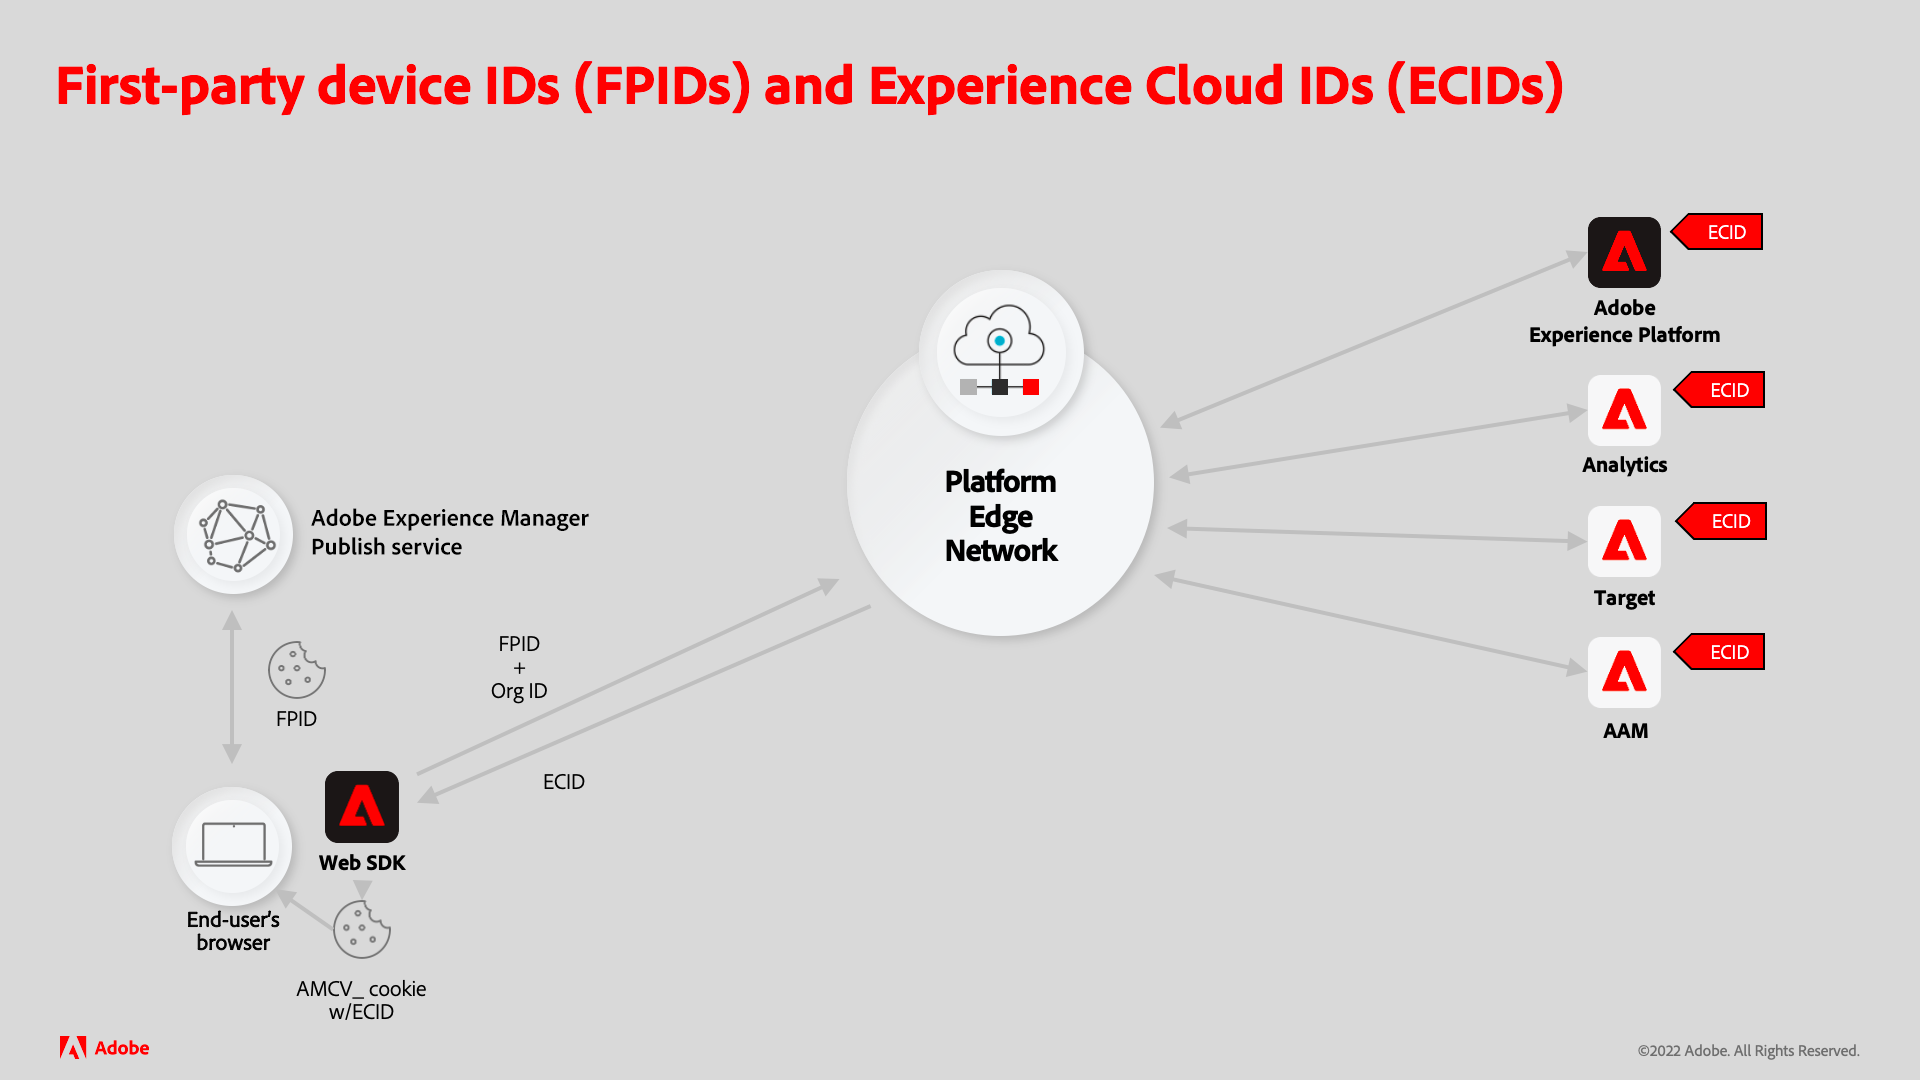 First-party device IDs (FPIDs) and Experience Cloud IDs (ECIDs)
ECID
Adobe
Experience Platform
ECID
Analytics
Platform
Edge
Network
Adobe Experience Manager
Publish service
ECID
Target
FPID
+
Org ID
FPID
ECID
AAM
ECID
Web SDK
End-user's
browser
AMCV_ cookie
w/ECID
Adobe
©2022 Adobe. All Rights Reserved.